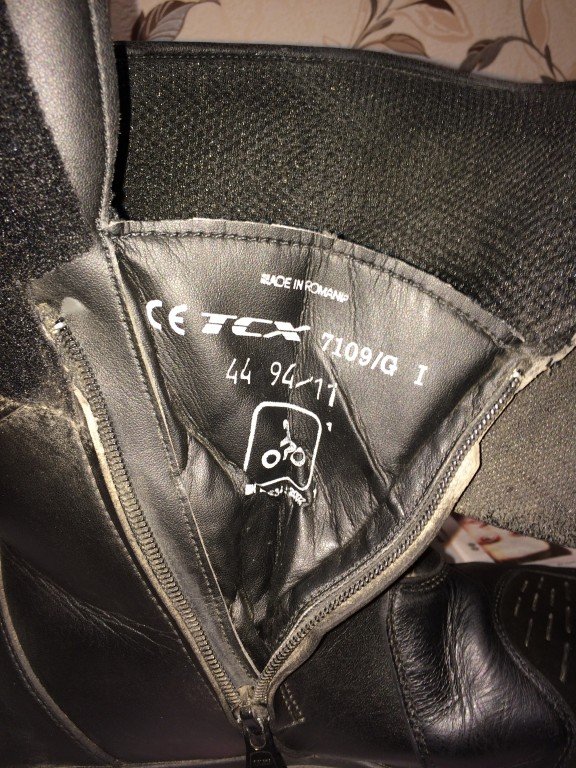 MADE IN ROMANIA
CE TCX 7109/G I
44 94/11